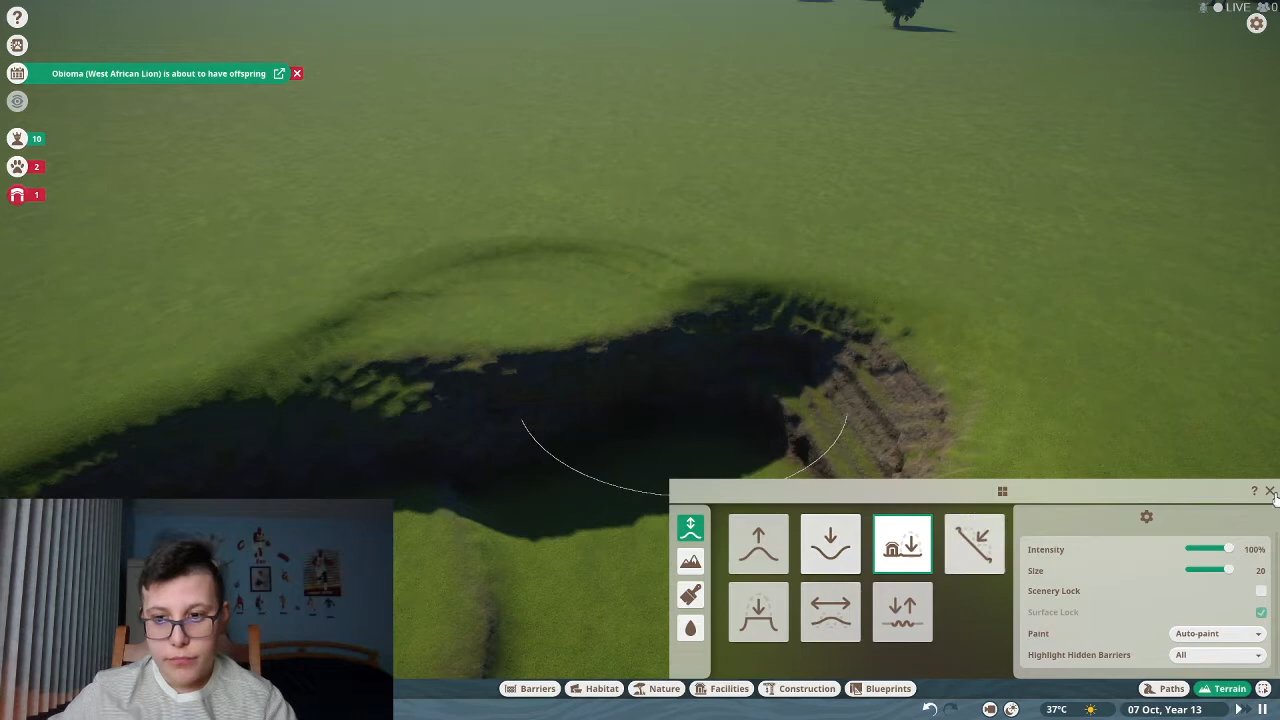 ?
LIVE 0
Obioma (West African Lion) is about to have offspring
10
2
1
?
Intensity 100%
Size 20
Scenery Lock
Surface Lock
Paint Auto-paint
Highlight Hidden Barriers All
Barriers Habitat Nature Facilities Construction Blueprints Paths Terrain
37°C 07 Oct, Year 13